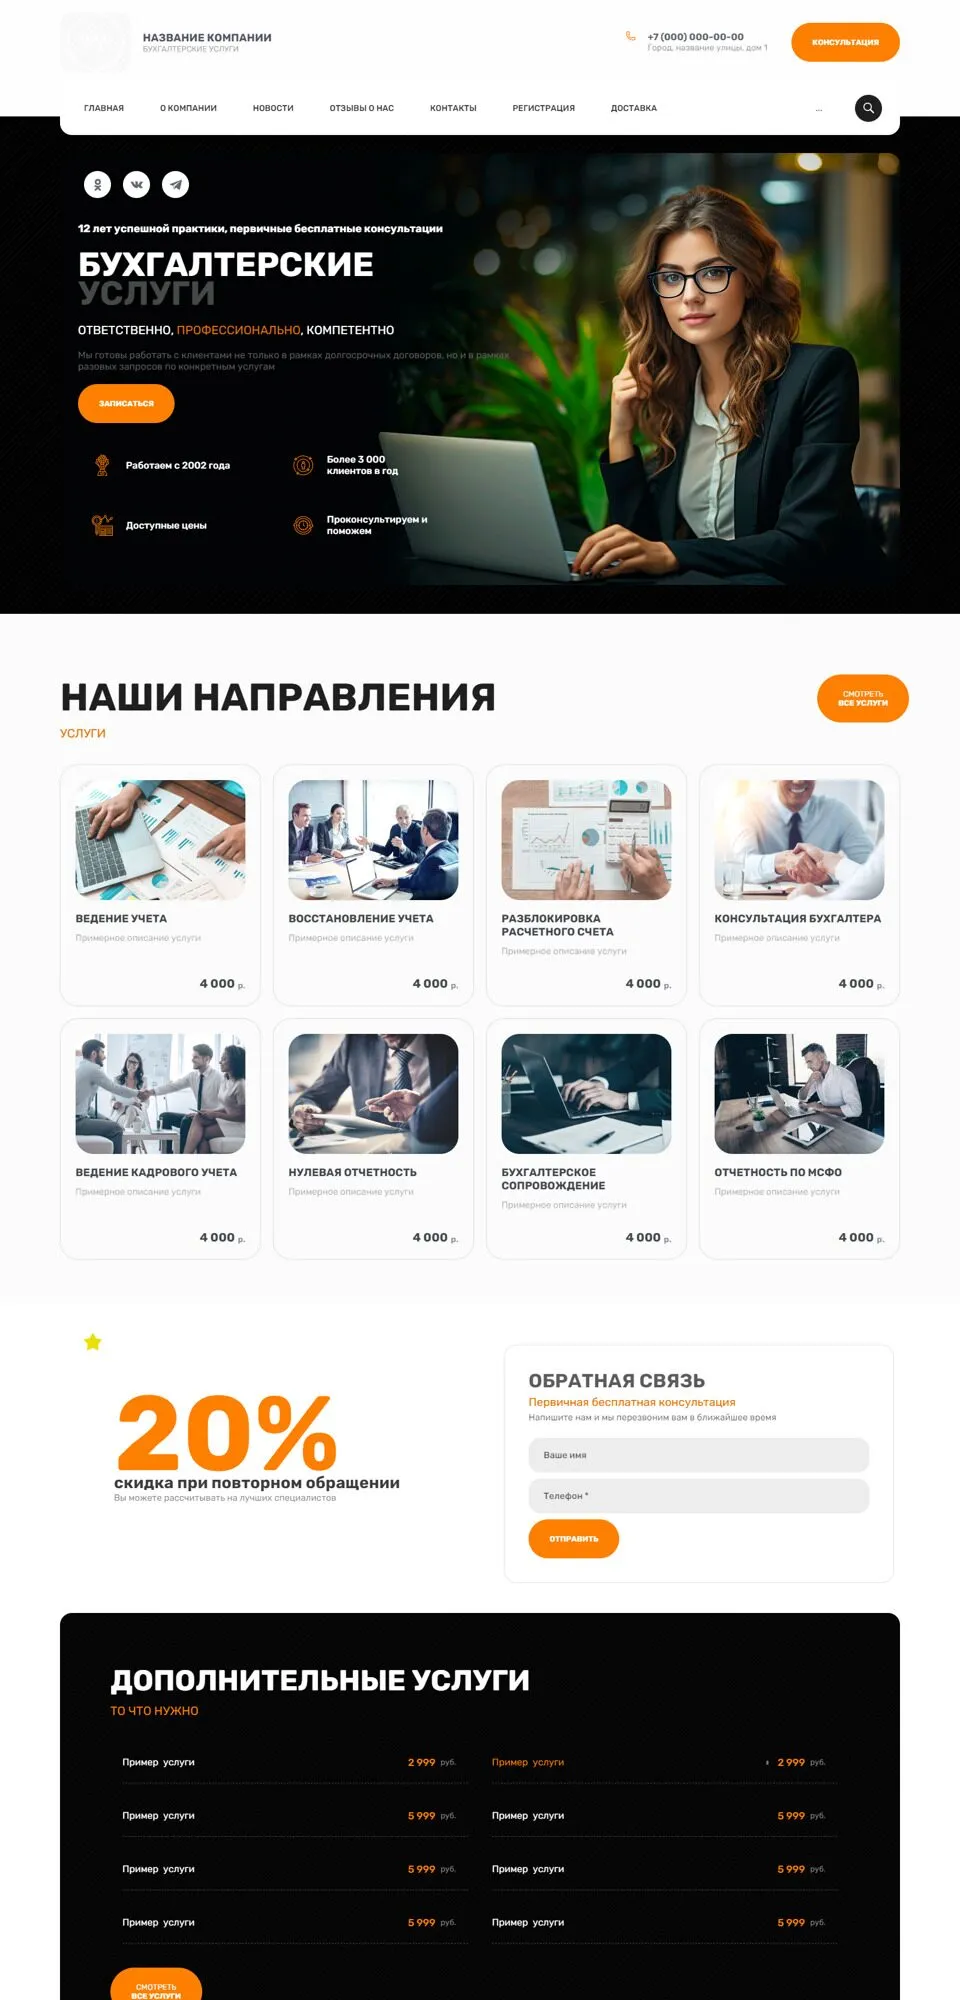 НАЗВАНИЕ КОМПАНИИ
БУХГАЛТЕРСКИЕ УСЛУГИ
+7 (000) 000-00-00
Город, название улицы, дом 1
КОНСУЛЬТАЦИЯ
ГЛАВНАЯ О КОМПАНИИ НОВОСТИ ОТЗЫВЫ О НАС КОНТАКТЫ РЕГИСТРАЦИЯ ДОСТАВКА ...
12 лет успешной практики, первичные бесплатные консультации
БУХГАЛТЕРСКИЕ
УСЛУГИ
ОТВЕТСТВЕННО, ПРОФЕССИОНАЛЬНО, КОМПЕТЕНТНО
Мы готовы работать с клиентами не только в рамках долгосрочных договоров, но и в рамках
разовых запросов по конкретным услугам
ЗАПИСАТЬСЯ
Работаем с 2002 года
Более 3 000
клиентов в год
Доступные цены
Проконсультируем и
поможем
НАШИ НАПРАВЛЕНИЯ
УСЛУГИ
СМОТРЕТЬ
ВСЕ УСЛУГИ
ВЕДЕНИЕ УЧЕТА
Примерное описание услуги
4 000 р.
ВОССТАНОВЛЕНИЕ УЧЕТА
Примерное описание услуги
4 000 р.
РАЗБЛОКИРОВКА
РАСЧЕТНОГО СЧЕТА
Примерное описание услуги
4 000 р.
КОНСУЛЬТАЦИЯ БУХГАЛТЕРА
Примерное описание услуги
4 000 р.
ВЕДЕНИЕ КАДРОВОГО УЧЕТА
Примерное описание услуги
4 000 р.
НУЛЕВАЯ ОТЧЕТНОСТЬ
Примерное описание услуги
4 000 р.
БУХГАЛТЕРСКОЕ
СОПРОВОЖДЕНИЕ
Примерное описание услуги
4 000 р.
ОТЧЕТНОСТЬ ПО МСФО
Примерное описание услуги
4 000 р.
20%
скидка при повторном обращении
Вы можете рассчитывать на лучших специалистов
ОБРАТНАЯ СВЯЗЬ
Первичная бесплатная консультация
Напишите нам и мы перезвоним вам в ближайшее время
Ваше имя
Телефон *
ОТПРАВИТЬ
ДОПОЛНИТЕЛЬНЫЕ УСЛУГИ
ТО ЧТО НУЖНО
Пример услуги 2 999 руб.
Пример услуги 2 999 руб.
Пример услуги 5 999 руб.
Пример услуги 5 999 руб.
Пример услуги 5 999 руб.
Пример услуги 5 999 руб.
Пример услуги 5 999 руб.
Пример услуги 5 999 руб.
СМОТРЕТЬ
ВСЕ УСЛУГИ